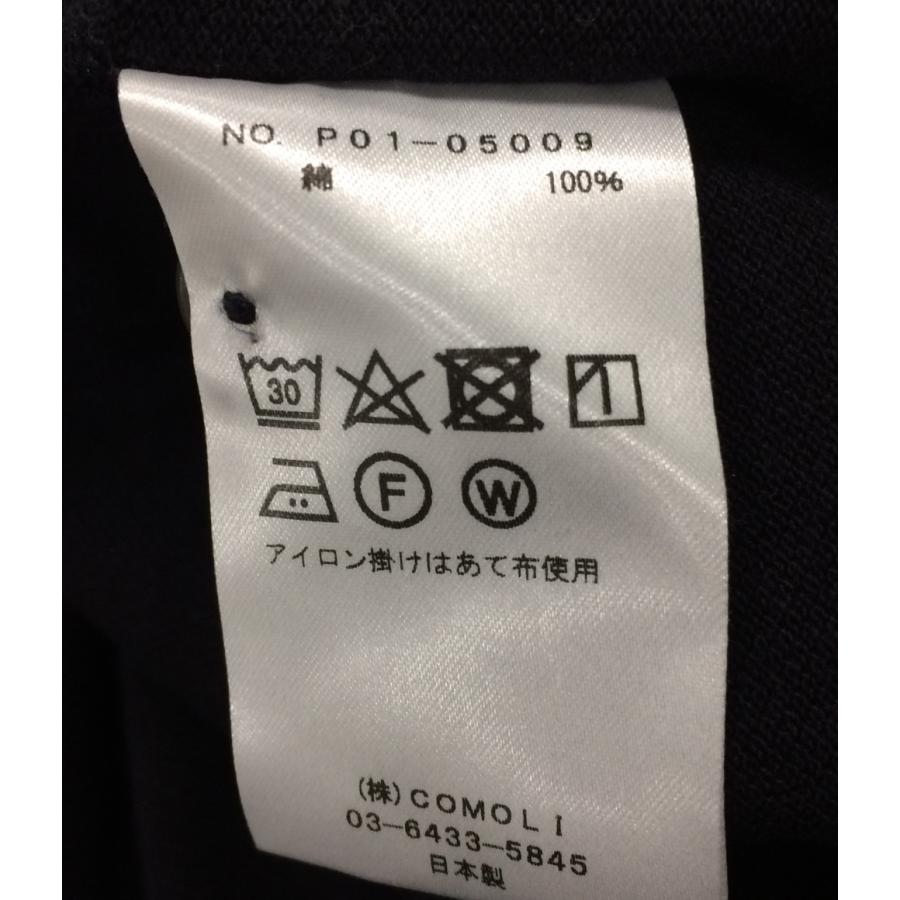 NO. P01-05009
綿 100%
30
F W
アイロン掛けはあて布使用
(株)COMOLI
03-6433-5845
日本製